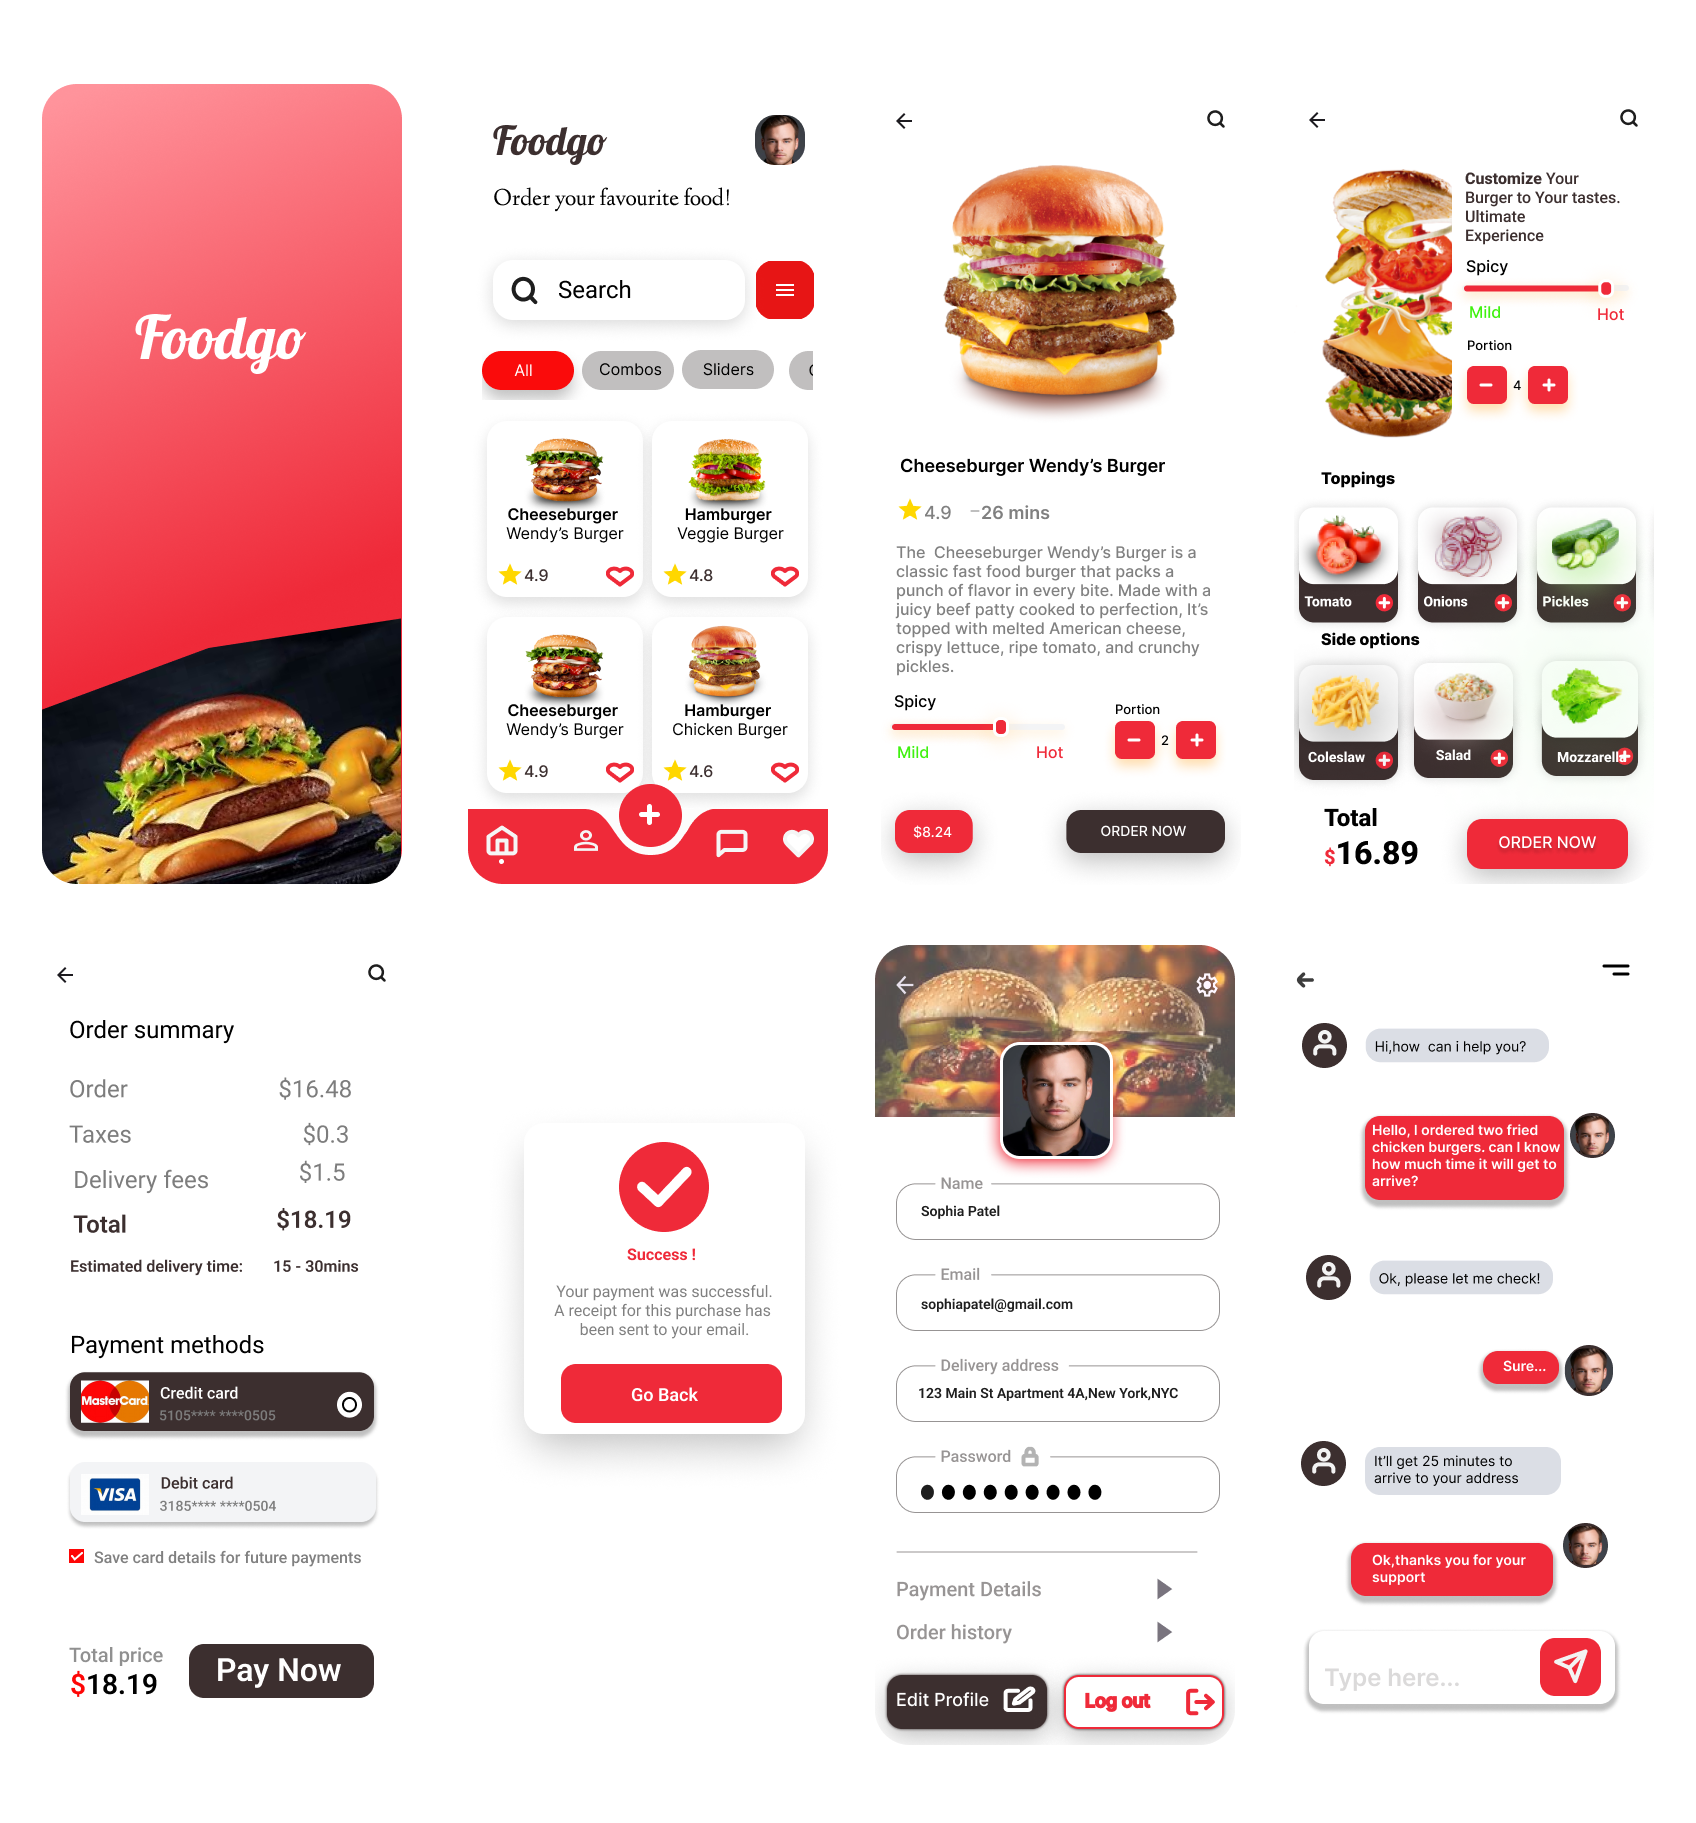 Foodgo
Foodgo
Order your favourite food!
Search
All
Combos
Sliders
Cheeseburger
Wendy's Burger
4.9
Hamburger
Veggie Burger
4.8
Cheeseburger
Wendy's Burger
4.9
Hamburger
Chicken Burger
4.6
Cheeseburger Wendy's Burger
4.9 –26 mins
The  Cheeseburger Wendy's Burger is a
classic fast food burger that packs a
punch of flavor in every bite. Made with a
juicy beef patty cooked to perfection, It's
topped with melted American cheese,
crispy lettuce, ripe tomato, and crunchy
pickles.
Spicy
Mild
Hot
Portion
2
$8.24
ORDER NOW
Customize Your
Burger to Your tastes.
Ultimate
Experience
Spicy
Mild
Hot
Portion
4
Toppings
Tomato
Onions
Pickles
Side options
Coleslaw
Salad
Mozzarella
Total
$16.89
ORDER NOW
Order summary
Order $16.48
Taxes $0.3
Delivery fees $1.5
Total $18.19
Estimated delivery time: 15 - 30mins
Payment methods
MasterCard
Credit card
5105**** ****0505
VISA
Debit card
3185**** ****0504
Save card details for future payments
Total price
$18.19
Pay Now
Success !
Your payment was successful.
A receipt for this purchase has
been sent to your email.
Go Back
Name
Sophia Patel
Email
sophiapatel@gmail.com
Delivery address
123 Main St Apartment 4A,New York,NYC
Password
Payment Details
Order history
Edit Profile
Log out
Hi,how  can i help you?
Hello, I ordered two fried
chicken burgers. can I know
how much time it will get to
arrive?
Ok, please let me check!
Sure...
It'll get 25 minutes to
arrive to your address
Ok,thanks you for your
support
Type here...